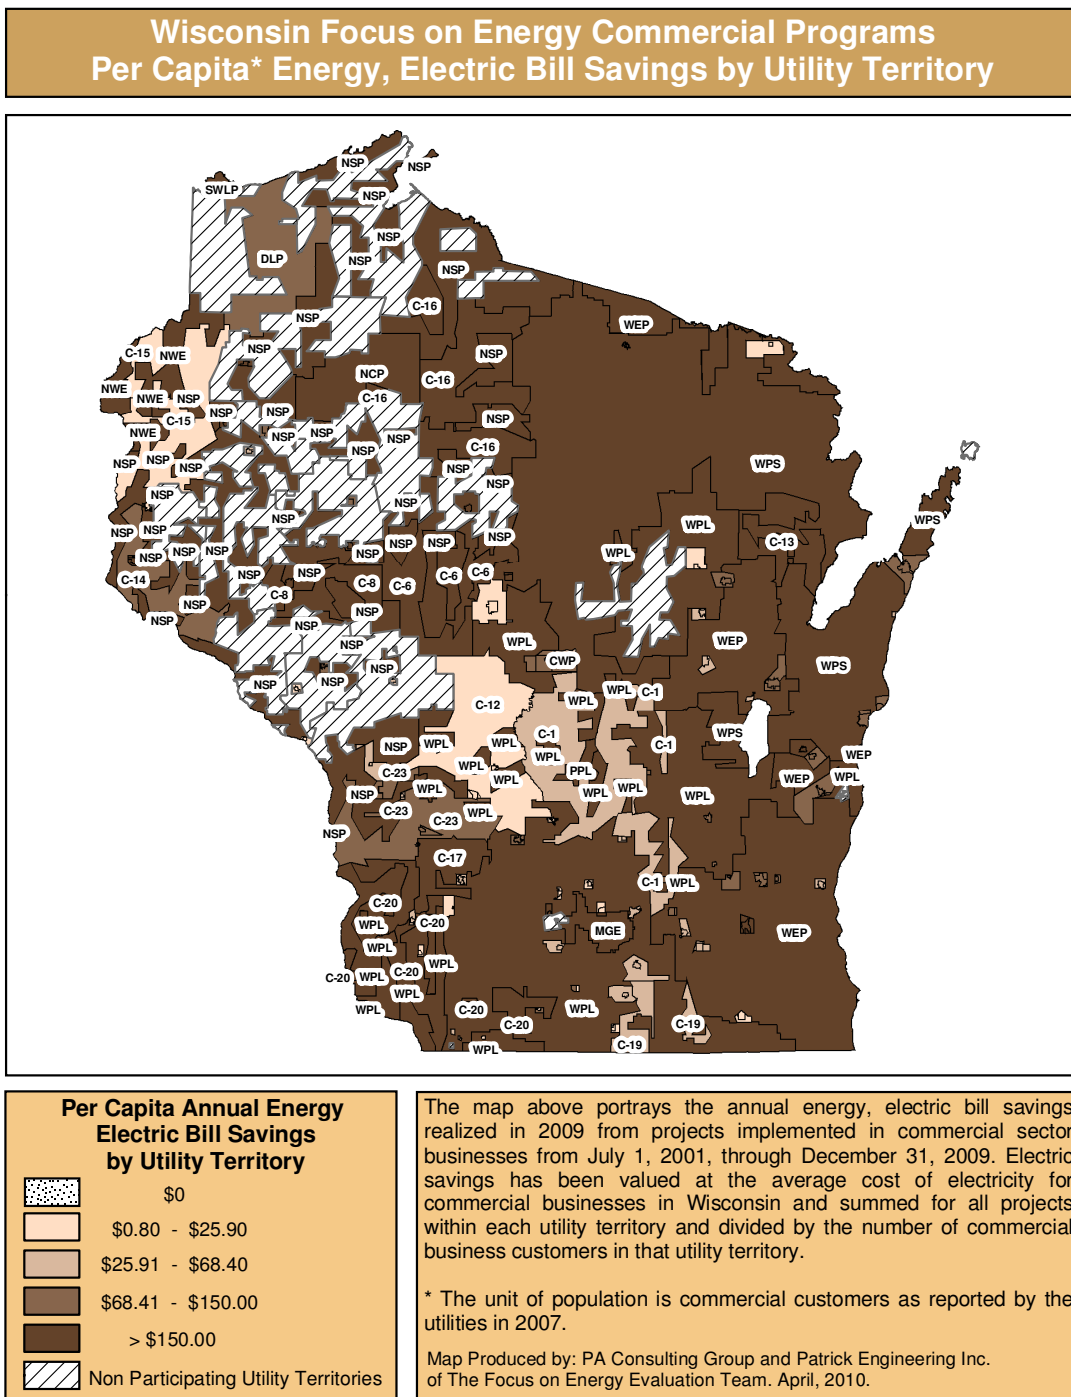 Wisconsin Focus on Energy Commercial Programs
Per Capita* Energy, Electric Bill Savings by Utility Territory
NSP
NSP
SWLP
NSP
NSP
DLP
NSP
NSP
C-16
NSP
WEP
C-15
NWE
NSP
NSP
NCP
C-16
NWE
NWE
NSP
C-16
NSP
NSP
NSP
C-15
NWE
NSP
NSP
NSP
NSP
C-16
NSP
NSP
NSP
NSP
NSP
NSP
WPS
NSP
NSP
NSP
WPS
NSP
NSP
WPL
NSP
NSP
NSP
NSP
NSP
NSP
NSP
WPL
C-13
C-14
NSP
NSP
C-8
C-8
C-6
C-6
C-6
NSP
NSP
NSP
NSP
NSP
WPL
WEP
NSP
CWP
WPS
NSP
NSP
WPL
WPL
C-1
C-12
C-1
NSP
WPL
WPL
WPL
C-1
WPS
WEP
C-23
WPL
WPL
PPL
WEP
WPL
NSP
WPL
WPL
WPL
WPL
C-23
C-23
WPL
NSP
C-17
C-1
WPL
C-20
WPL
C-20
MGE
WEP
WPL
C-20
WPL
C-20
WPL
WPL
WPL
C-20
WPL
C-20
C-19
WPL
C-19
Per Capita Annual Energy
Electric Bill Savings
by Utility Territory
$0
$0.80 - $25.90
$25.91 - $68.40
$68.41 - $150.00
> $150.00
Non Participating Utility Territories
The map above portrays the annual energy, electric bill savings
realized in 2009 from projects implemented in commercial sector
businesses from July 1, 2001, through December 31, 2009. Electric
savings has been valued at the average cost of electricity for
commercial businesses in Wisconsin and summed for all projects
within each utility territory and divided by the number of commercial
business customers in that utility territory.
* The unit of population is commercial customers as reported by the
utilities in 2007.
Map Produced by: PA Consulting Group and Patrick Engineering Inc.
of The Focus on Energy Evaluation Team. April, 2010.